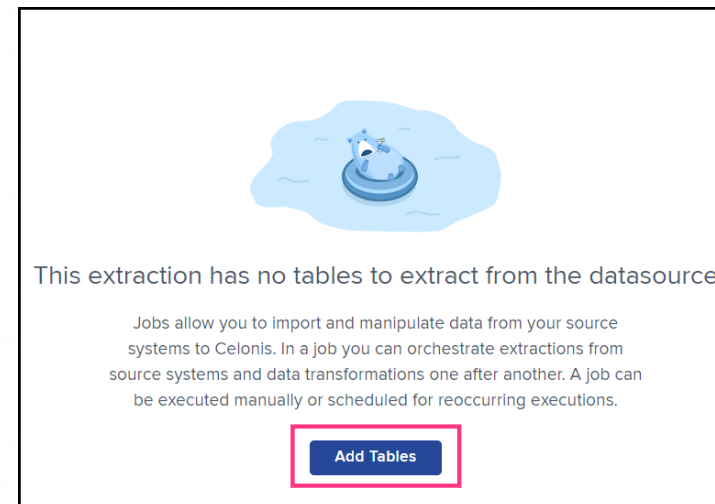 This extraction has no tables to extract from the datasource
Jobs allow you to import and manipulate data from your source
systems to Celonis. In a job you can orchestrate extractions from
source systems and data transformations one after another. A job can
be executed manually or scheduled for reoccurring executions.
Add Tables